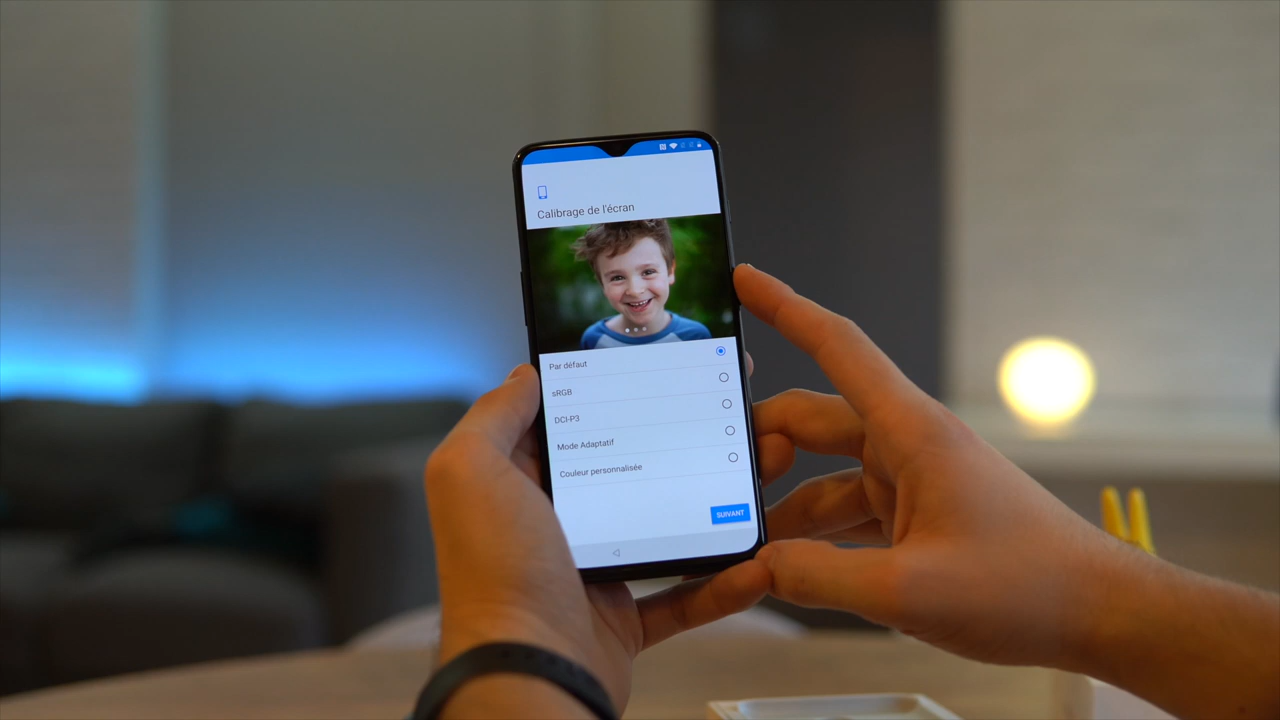 Calibrage de l'écran
Par défaut
sRGB
DCI-P3
Mode Adaptatif
Couleur personnalisée
SUIVANT